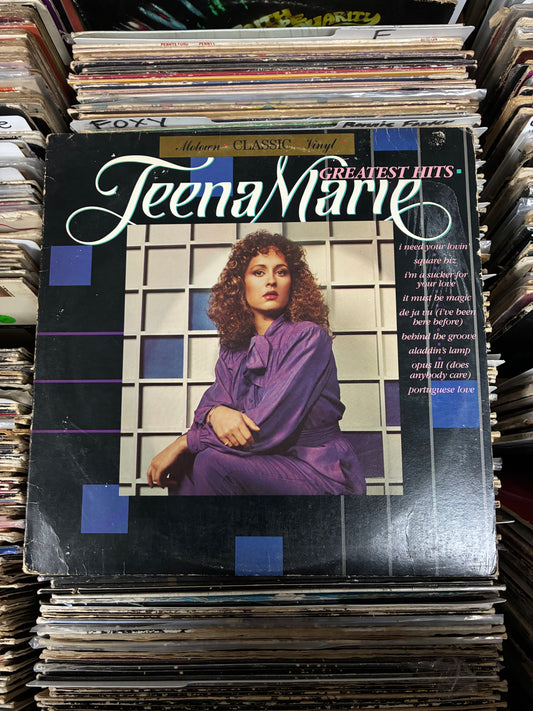 F
FOXY
Ronnie Foster
Motown CLASSIC Vinyl
Teena Marie
GREATEST HITS
i need your lovin'
square biz
i'm a sucker for
your love
it must be magic
de ja vu (i've been
here before)
behind the groove
aladdin's lamp
opus III (does
anybody care)
portuguese love